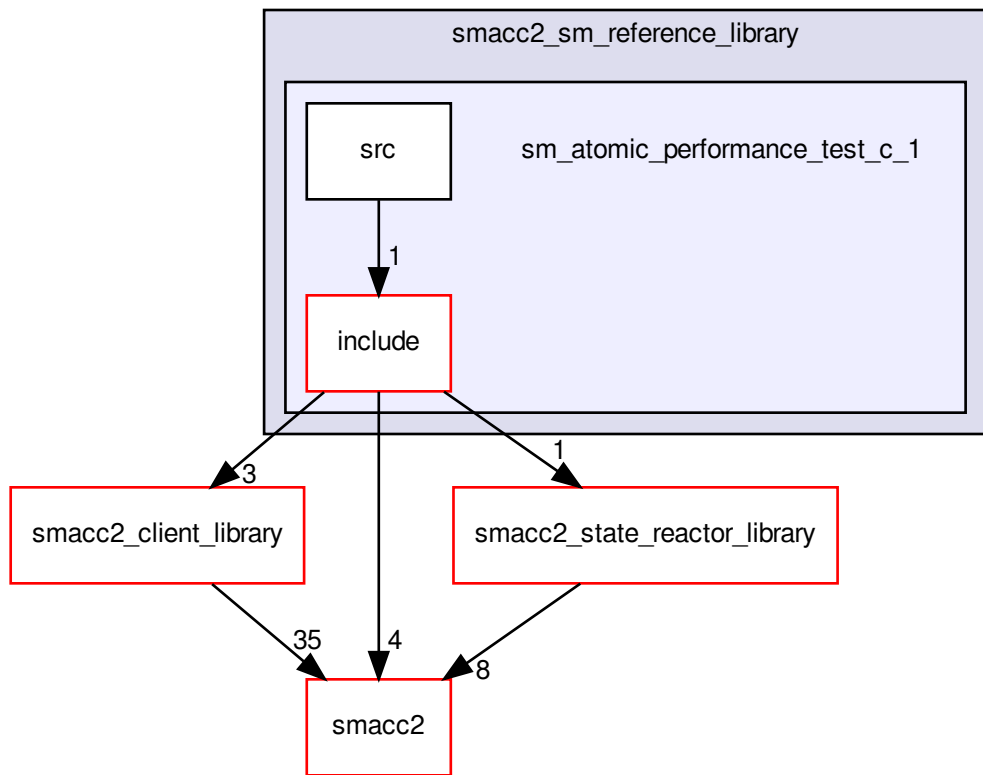 smacc2_sm_reference_library
src
sm_atomic_performance_test_c_1
1
include
3
1
smacc2_client_library
smacc2_state_reactor_library
35
4
8
smacc2